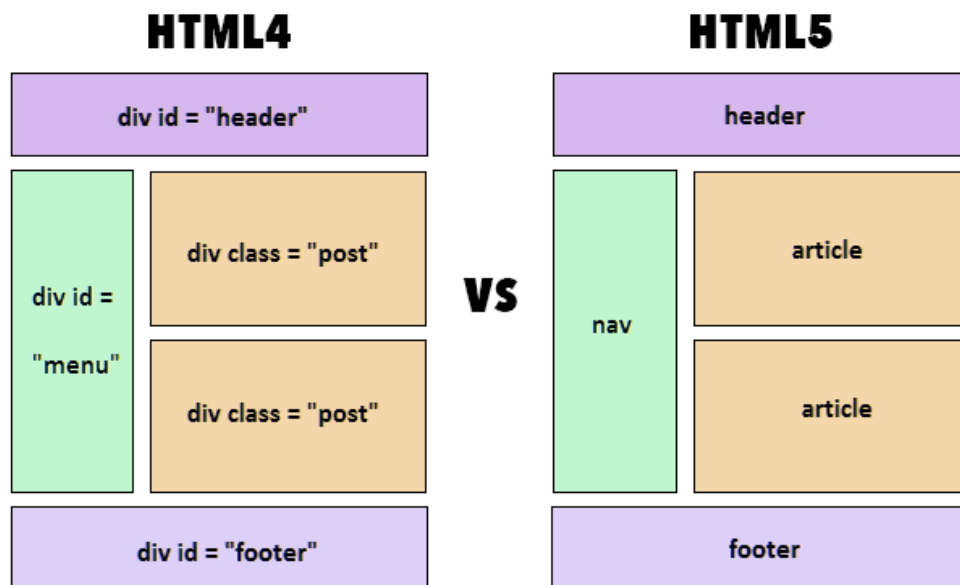 HTML4
HTML5
div id = "header"
header
div id =
"menu"
div class = "post"
div class = "post"
VS
nav
article
article
div id = "footer"
footer